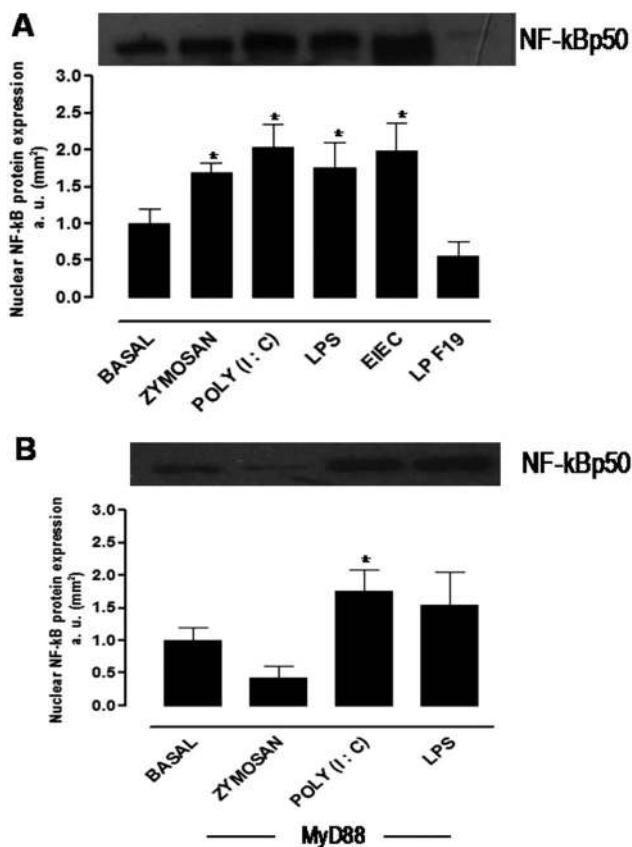 A
NF-kBp50
Nuclear NF-kB protein expression
a. u. (mm²)
3.0
2.5
2.0
1.5
1.0
0.5
0.0
* * * *
BASAL
ZYMOSAN
POLY (I : C)
LPS
EIEC
LP F19
B
NF-kBp50
Nuclear NF-kB protein expression
a. u. (mm²)
3.0
2.5
2.0
1.5
1.0
0.5
0.0
*
BASAL
ZYMOSAN
POLY (I : C)
LPS
MyD88